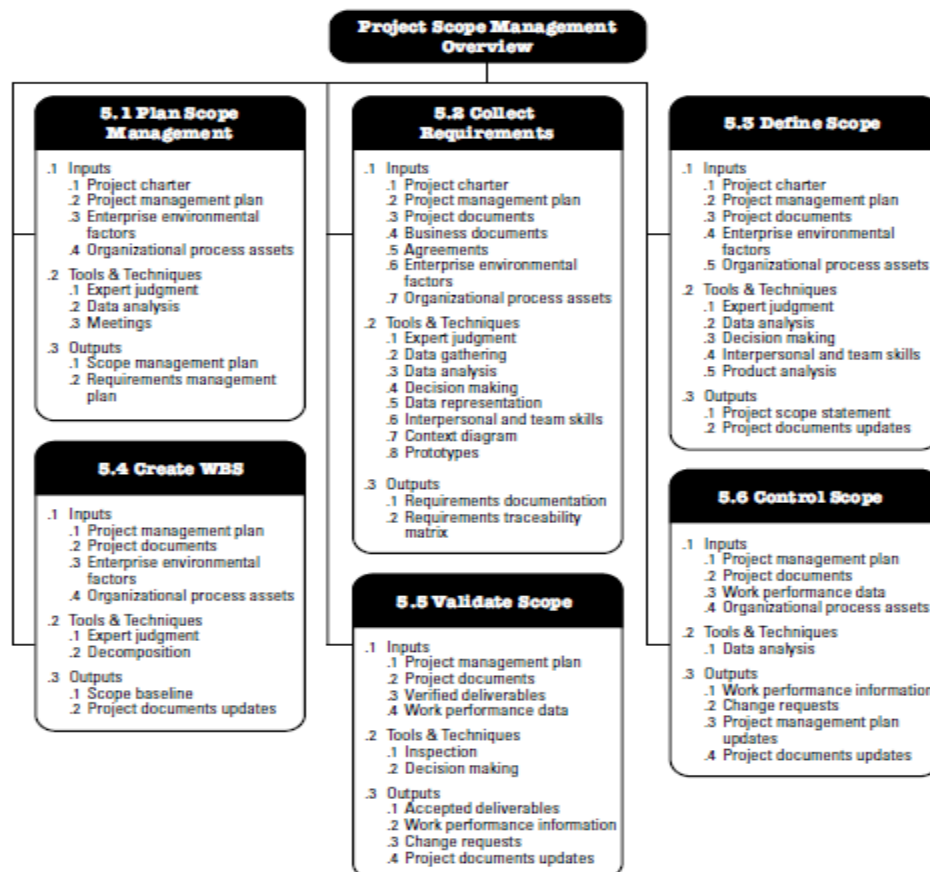 Project Scope Management
Overview
5.1 Plan Scope
Management
.1 Inputs
.1 Project charter
.2 Project management plan
.3 Enterprise environmental
factors
.4 Organizational process assets
.2 Tools & Techniques
.1 Expert judgment
.2 Data analysis
.3 Meetings
.3 Outputs
.1 Scope management plan
.2 Requirements management
plan
5.2 Collect
Requirements
.1 Inputs
.1 Project charter
.2 Project management plan
.3 Project documents
.4 Business documents
.5 Agreements
.6 Enterprise environmental
factors
.7 Organizational process assets
.2 Tools & Techniques
.1 Expert judgment
.2 Data gathering
.3 Data analysis
.4 Decision making
.5 Data representation
.6 Interpersonal and team skills
.7 Context diagram
.8 Prototypes
.3 Outputs
.1 Requirements documentation
.2 Requirements traceability
matrix
5.3 Define Scope
.1 Inputs
.1 Project charter
.2 Project management plan
.3 Project documents
.4 Enterprise environmental
factors
.5 Organizational process assets
.2 Tools & Techniques
.1 Expert judgment
.2 Data analysis
.3 Decision making
.4 Interpersonal and team skills
.5 Product analysis
.3 Outputs
.1 Project scope statement
.2 Project documents updates
5.4 Create WBS
.1 Inputs
.1 Project management plan
.2 Project documents
.3 Enterprise environmental
factors
.4 Organizational process assets
.2 Tools & Techniques
.1 Expert judgment
.2 Decomposition
.3 Outputs
.1 Scope baseline
.2 Project documents updates
5.5 Validate Scope
.1 Inputs
.1 Project management plan
.2 Project documents
.3 Verified deliverables
.4 Work performance data
.2 Tools & Techniques
.1 Inspection
.2 Decision making
.3 Outputs
.1 Accepted deliverables
.2 Work performance information
.3 Change requests
.4 Project documents updates
5.6 Control Scope
.1 Inputs
.1 Project management plan
.2 Project documents
.3 Work performance data
.4 Organizational process assets
.2 Tools & Techniques
.1 Data analysis
.3 Outputs
.1 Work performance information
.2 Change requests
.3 Project management plan
updates
.4 Project documents updates